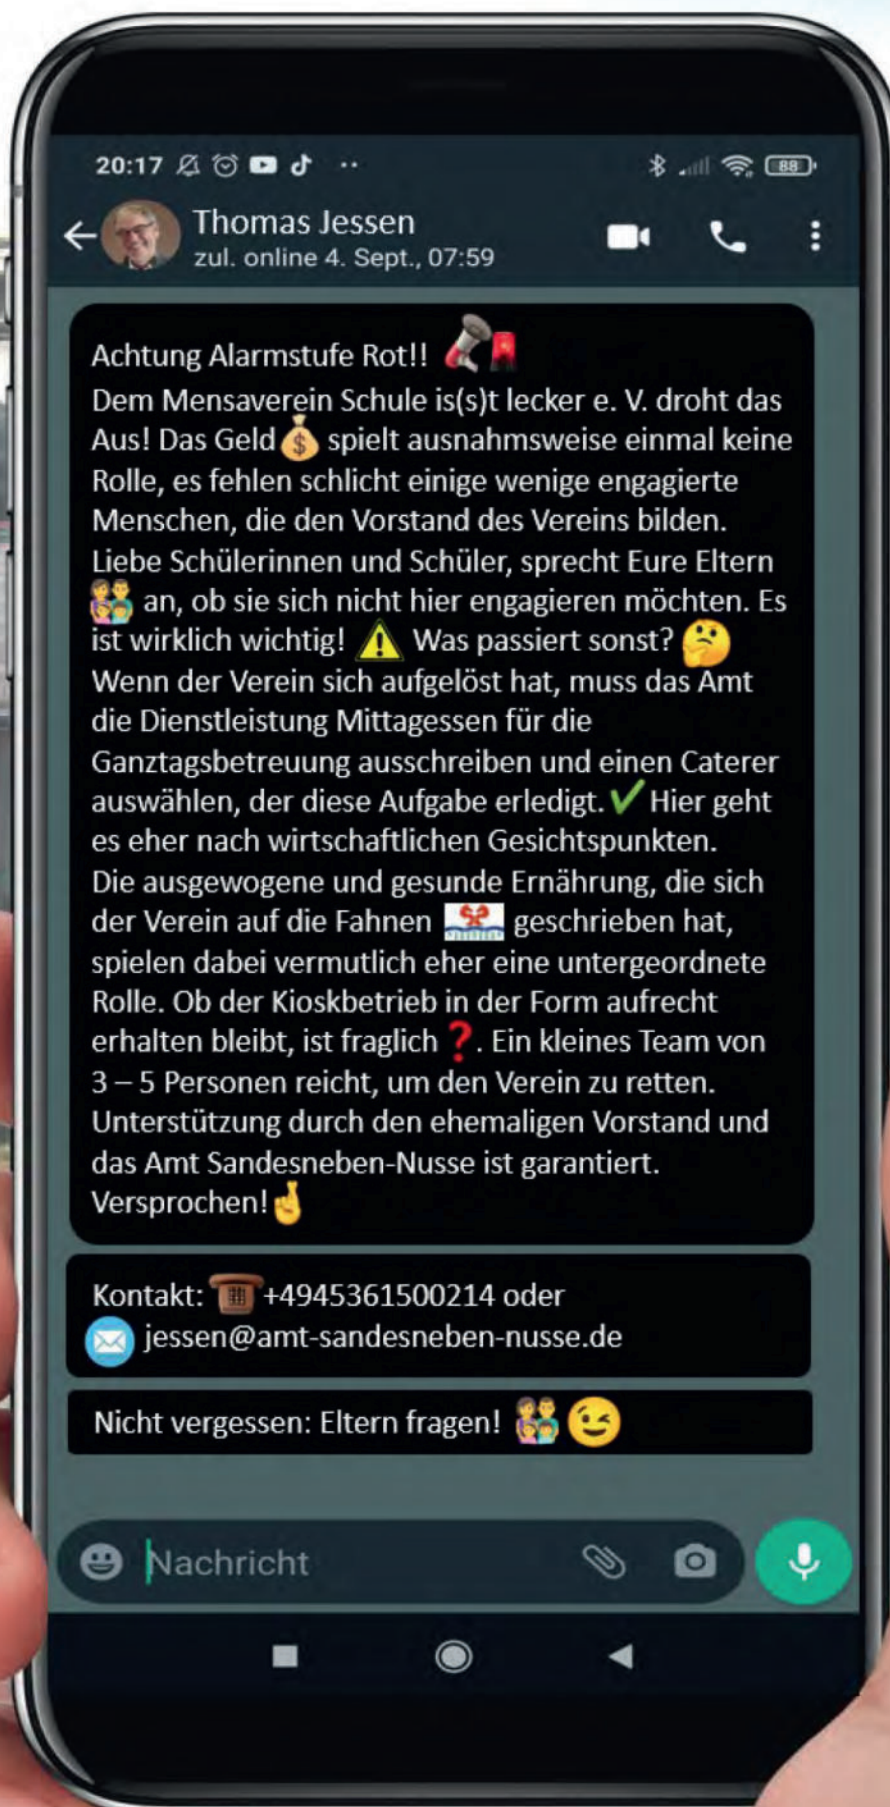 20:17
88
Thomas Jessen
zul. online 4. Sept., 07:59
Achtung Alarmstufe Rot!!
Dem Mensaverein Schule is(s)t lecker e. V. droht das
Aus! Das Geld 💰 spielt ausnahmsweise einmal keine
Rolle, es fehlen schlicht einige wenige engagierte
Menschen, die den Vorstand des Vereins bilden.
Liebe Schülerinnen und Schüler, sprecht Eure Eltern
an, ob sie sich nicht hier engagieren möchten. Es
ist wirklich wichtig! ⚠ Was passiert sonst? 🤔
Wenn der Verein sich aufgelöst hat, muss das Amt
die Dienstleistung Mittagessen für die
Ganztagsbetreuung ausschreiben und einen Caterer
auswählen, der diese Aufgabe erledigt. ✔ Hier geht
es eher nach wirtschaftlichen Gesichtspunkten.
Die ausgewogene und gesunde Ernährung, die sich
der Verein auf die Fahnen geschrieben hat,
spielen dabei vermutlich eher eine untergeordnete
Rolle. Ob der Kioskbetrieb in der Form aufrecht
erhalten bleibt, ist fraglich ❓. Ein kleines Team von
3 – 5 Personen reicht, um den Verein zu retten.
Unterstützung durch den ehemaligen Vorstand und
das Amt Sandesneben-Nusse ist garantiert.
Versprochen! 🤞
Kontakt: +4945361500214 oder
jessen@amt-sandesneben-nusse.de
Nicht vergessen: Eltern fragen! 😉
Nachricht